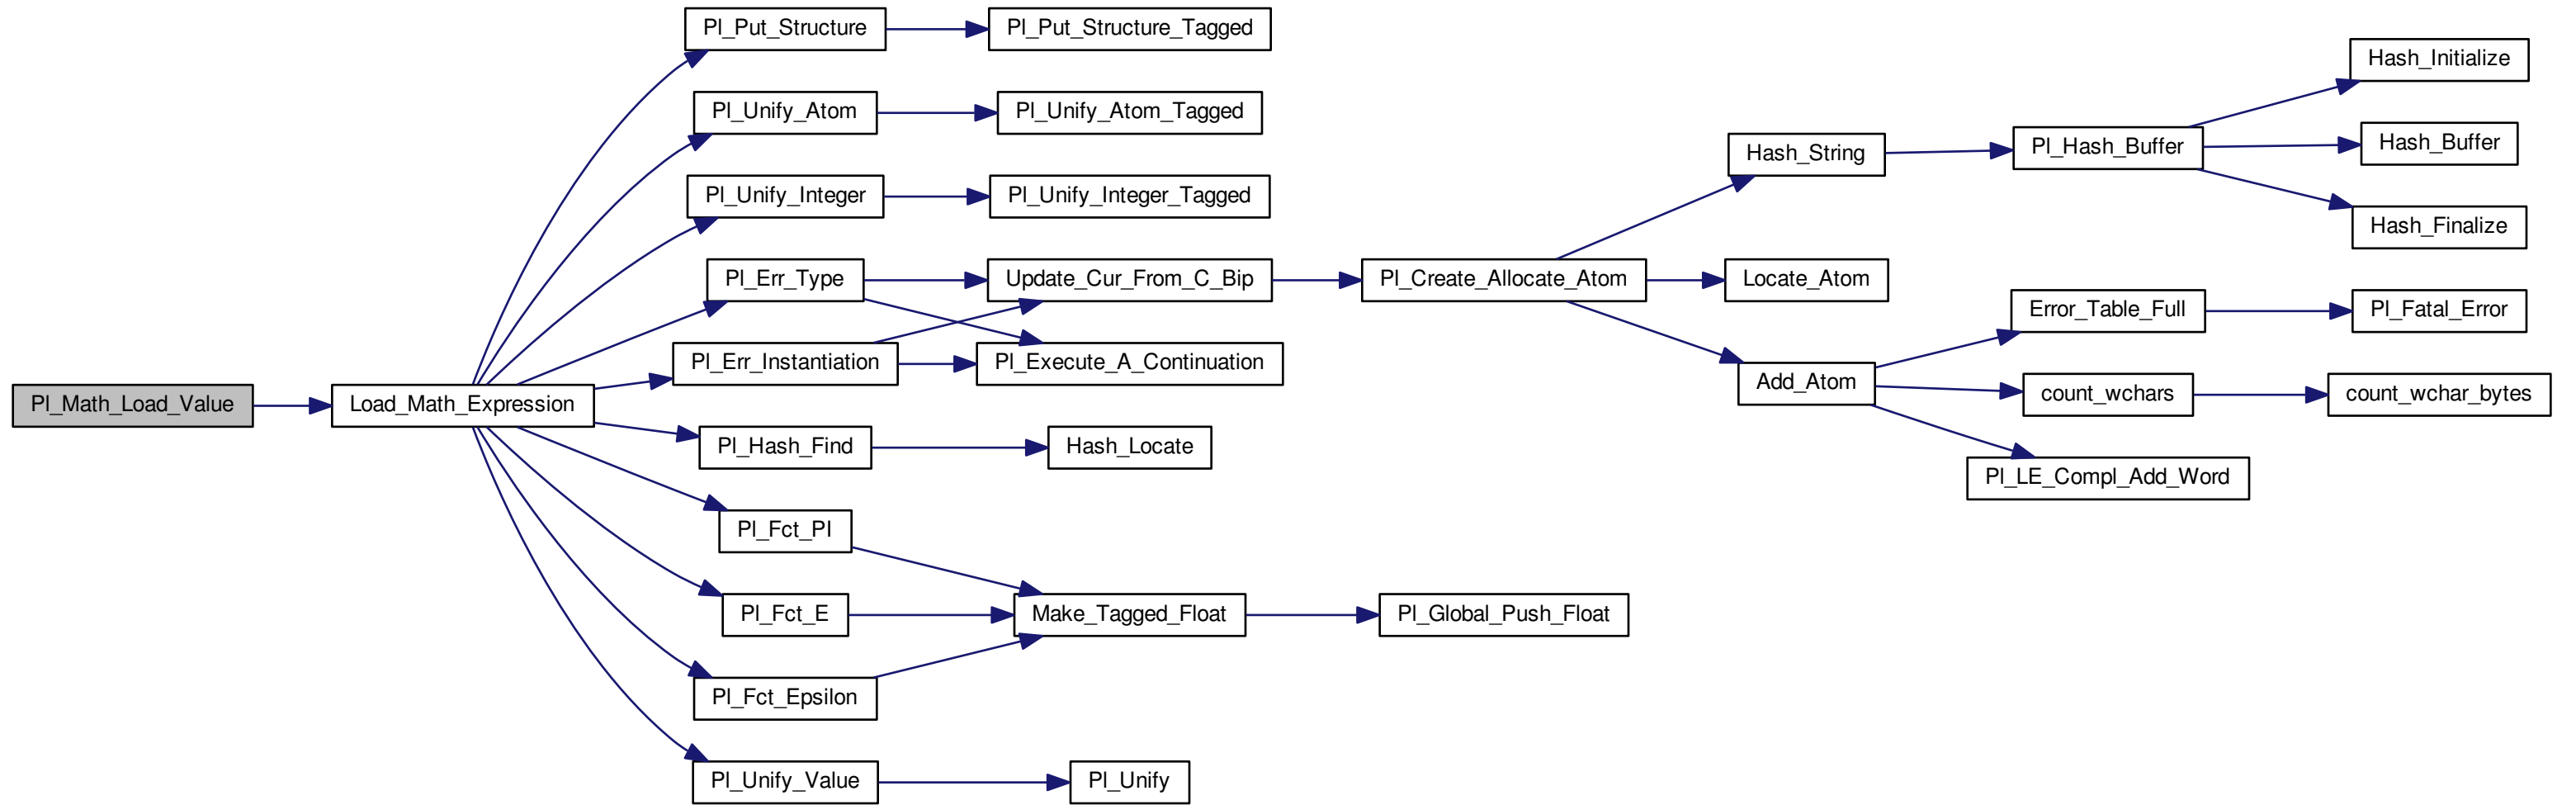 Pl_Math_Load_Value
Load_Math_Expression
Pl_Put_Structure
Pl_Put_Structure_Tagged
Pl_Unify_Atom
Pl_Unify_Atom_Tagged
Pl_Unify_Integer
Pl_Unify_Integer_Tagged
Pl_Err_Type
Update_Cur_From_C_Bip
Pl_Err_Instantiation
Pl_Execute_A_Continuation
Pl_Hash_Find
Hash_Locate
Pl_Fct_PI
Pl_Fct_E
Make_Tagged_Float
Pl_Global_Push_Float
Pl_Fct_Epsilon
Pl_Unify_Value
Pl_Unify
Pl_Create_Allocate_Atom
Hash_String
Pl_Hash_Buffer
Hash_Initialize
Hash_Buffer
Hash_Finalize
Locate_Atom
Add_Atom
Error_Table_Full
Pl_Fatal_Error
count_wchars
count_wchar_bytes
Pl_LE_Compl_Add_Word